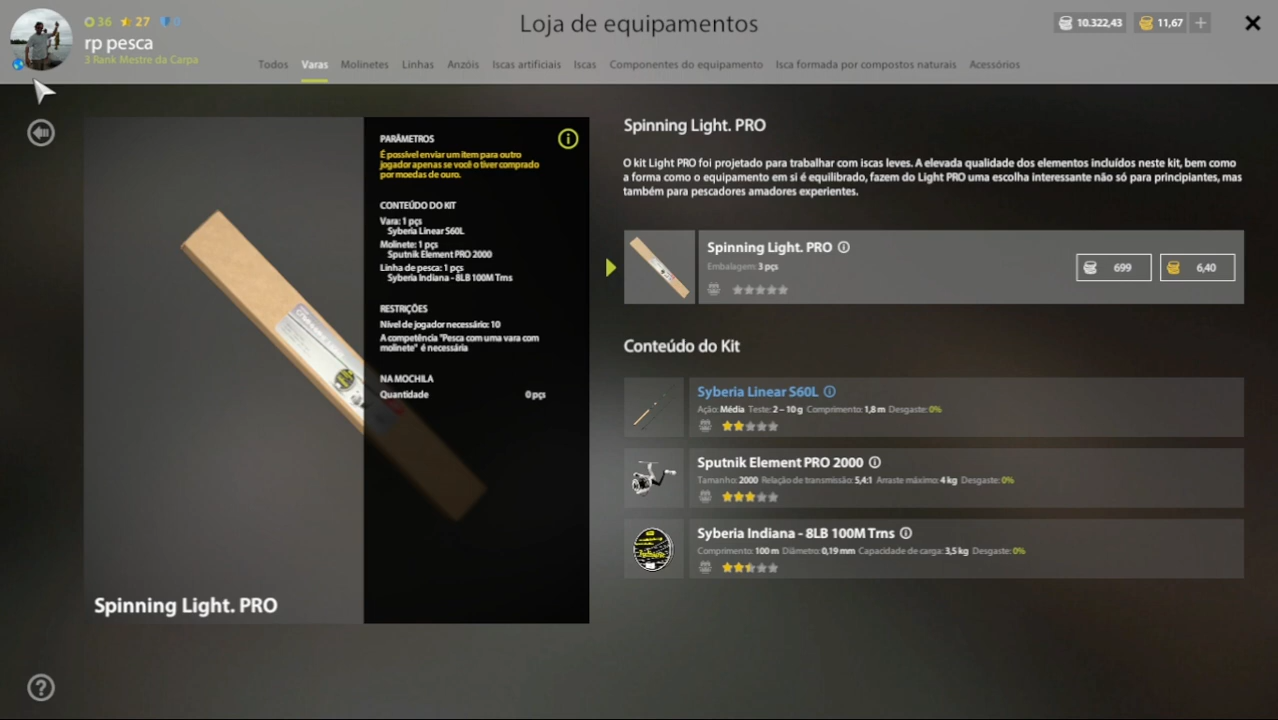 36 27 0
rp pesca
3 Rank Mestre da Carpa
Loja de equipamentos
10.322,43 11,67 +
Todos Varas Molinetes Linhas Anzóis Iscas artificiais Iscas Componentes do equipamento Isca formada por compostos naturais Acessórios
PARÂMETROS
É possível enviar um item para outro
jogador apenas se você o tiver comprado
por moedas de ouro.
CONTEÚDO DO KIT
Vara: 1 pçs
Syberia Linear S60L
Molinete: 1 pçs
Sputnik Element PRO 2000
Linha de pesca: 1 pçs
Syberia Indiana - 8LB 100M Trns
RESTRIÇÕES
Nível de jogador necessário: 10
A competência "Pesca com uma vara com
molinete" é necessária
NA MOCHILA
Quantidade 0 pçs
Spinning Light. PRO
Spinning Light. PRO
O kit Light PRO foi projetado para trabalhar com iscas leves. A elevada qualidade dos elementos incluídos neste kit, bem como
a forma como o equipamento em si é equilibrado, fazem do Light PRO uma escolha interessante não só para principiantes, mas
também para pescadores amadores experientes.
Spinning Light. PRO
Embalagem: 3 pçs
699 6,40
Conteúdo do Kit
Syberia Linear S60L
Ação: Média Teste: 2 – 10 g Comprimento: 1,8 m Desgaste: 0%
Sputnik Element PRO 2000
Tamanho: 2000 Relação de transmissão: 5,4:1 Arraste máximo: 4 kg Desgaste: 0%
Syberia Indiana - 8LB 100M Trns
Comprimento: 100 m Diâmetro: 0,19 mm Capacidade de carga: 3,5 kg Desgaste: 0%
?